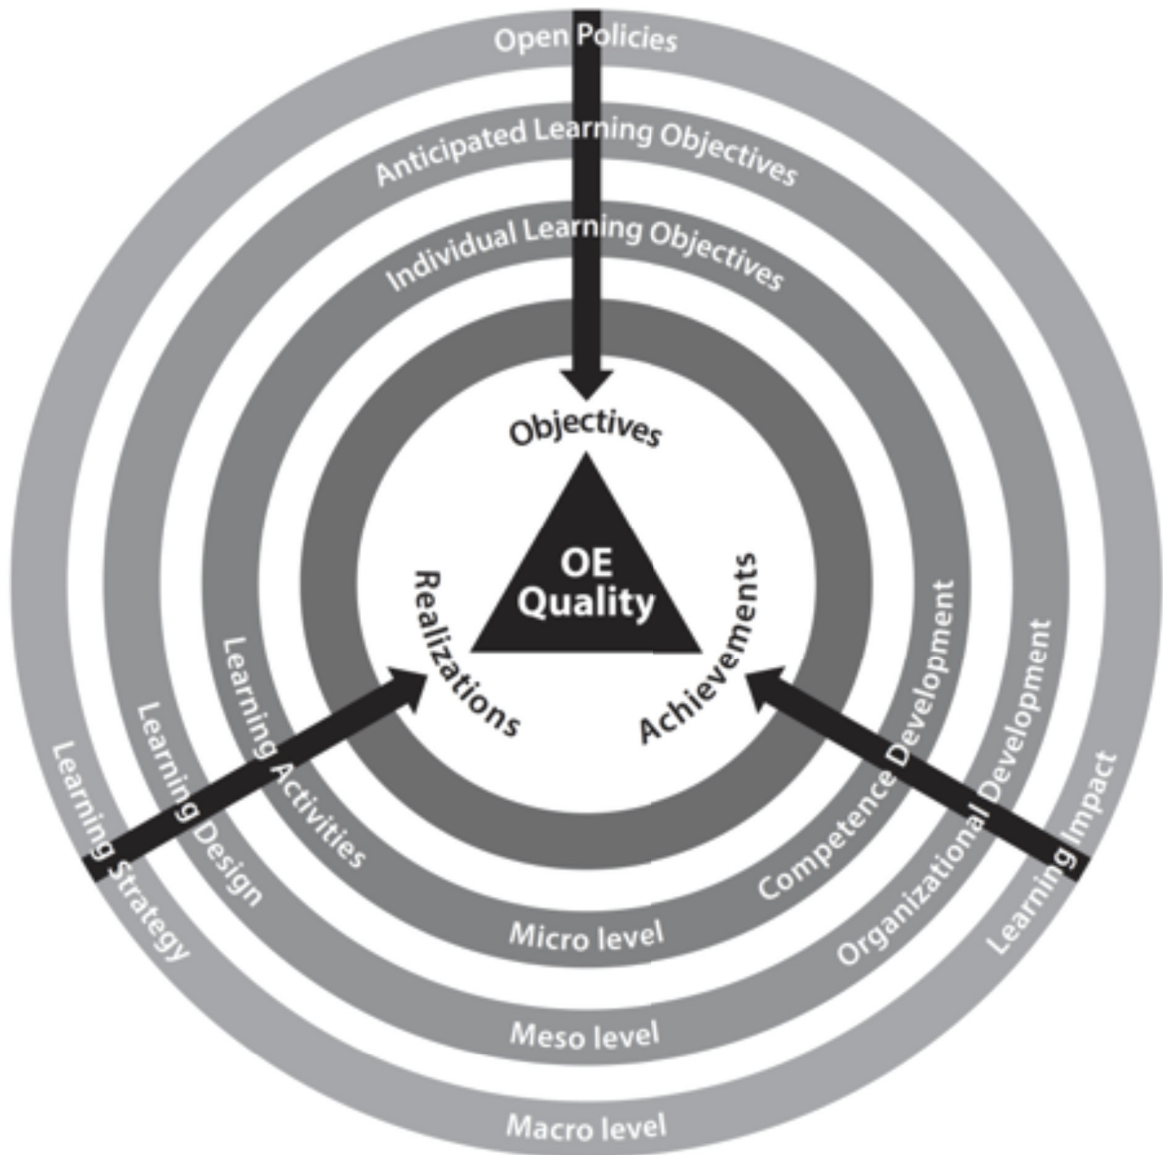 Open Policies
Anticipated Learning Objectives
Individual Learning Objectives
Objectives
OE
Quality
Realizations
Achievements
Learning Activities
Learning Design
Learning Strategy
Competence Development
Organizational Development
Learning Impact
Micro level
Meso level
Macro level